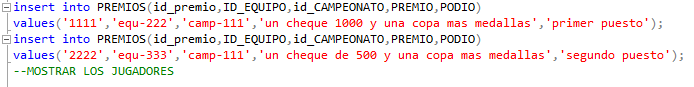 insert into PREMIOS(id_premio,ID_EQUIPO,id_CAMPEONATO,PREMIO,PODIO)
values('1111','equ-222','camp-111','un cheque 1000 y una copa mas medallas','primer puesto');
insert into PREMIOS(id_premio,ID_EQUIPO,id_CAMPEONATO,PREMIO,PODIO)
values('2222','equ-333','camp-111','un cheque de 500 y una copa mas medallas','segundo puesto');
--MOSTRAR LOS JUGADORES